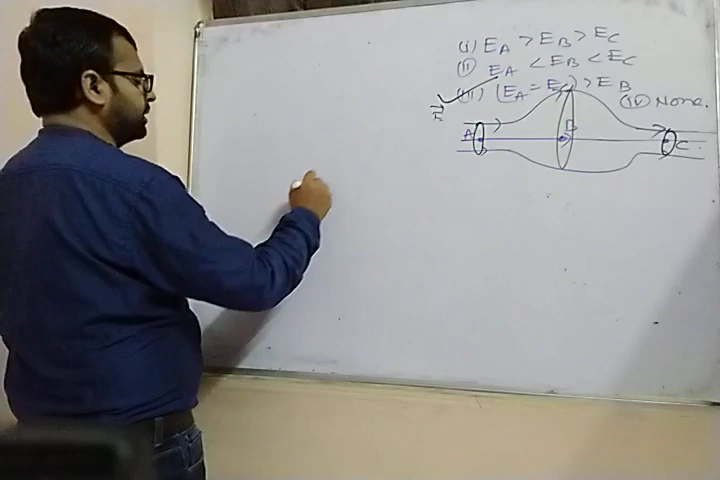 (i) EA > EB > EC
(ii) EA < EB < EC
(iii) (EA = EC) > EB
(iv) None.
A
B
C